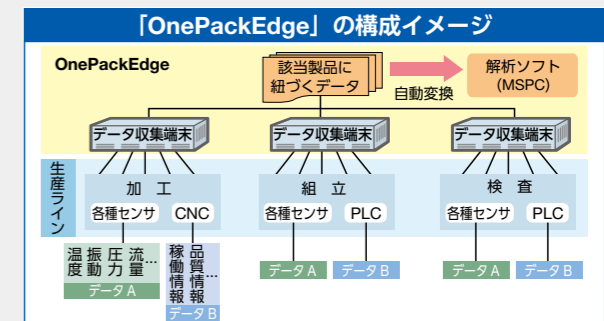 「OnePackEdge」の構成イメージ
OnePackEdge
該当製品に
紐づくデータ
自動変換
解析ソフト
(MSPC)
データ収集端末
データ収集端末
データ収集端末
生産ライン
加 工
各種センサ
CNC
組 立
各種センサ
PLC
検 査
各種センサ
PLC
温度
振動
圧力
流量…
データ A
稼働情報
品質情報…
データ B
データ A
データ B
データ A
データ B